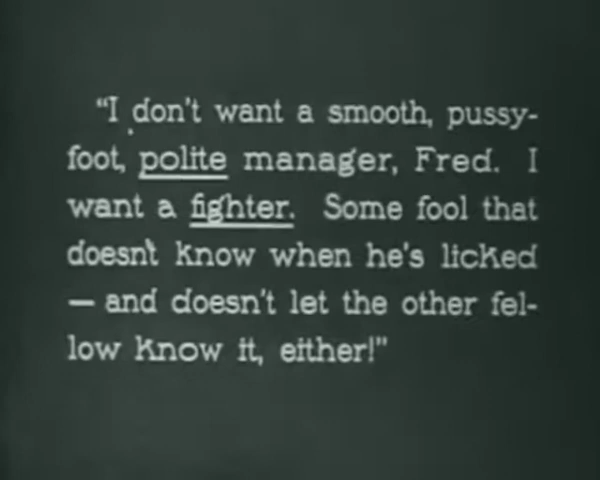 "I don't want a smooth, pussy-
foot, polite manager, Fred. I
want a fighter. Some fool that
doesn't know when he's licked
— and doesn't let the other fel-
low know it, either!"